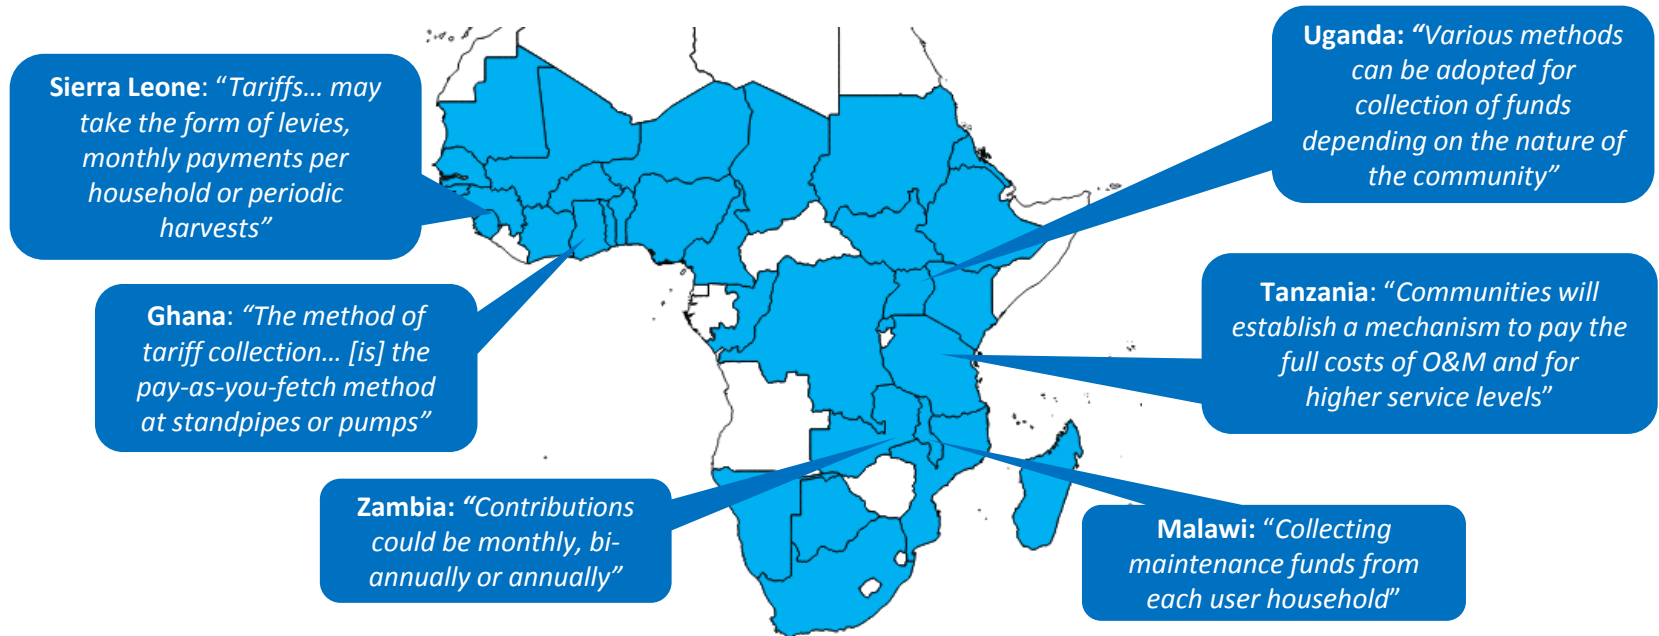 Sierra Leone: “Tariffs… may
take the form of levies,
monthly payments per
household or periodic
harvests”
Uganda: “Various methods
can be adopted for
collection of funds
depending on the nature of
the community”
Ghana: “The method of
tariff collection… [is] the
pay-as-you-fetch method
at standpipes or pumps”
Tanzania: “Communities will
establish a mechanism to pay the
full costs of O&M and for
higher service levels”
Zambia: “Contributions
could be monthly, bi-
annually or annually”
Malawi: “Collecting
maintenance funds from
each user household”